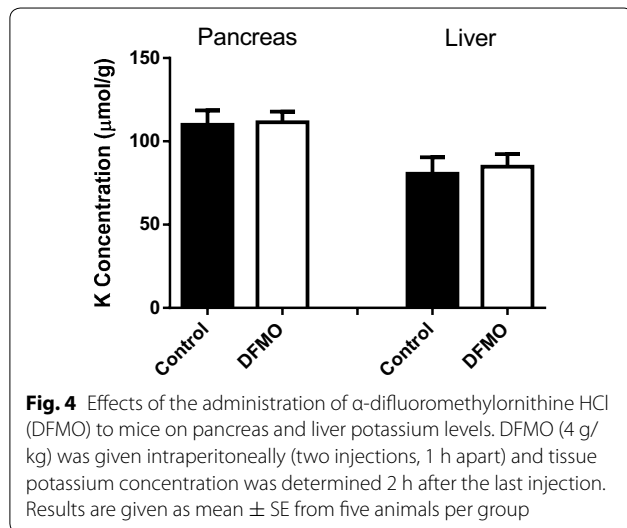 Pancreas Liver
K Concentration (μmol/g)
150
100
50
0
Control
DFMO
Control
DFMO
Fig. 4 Effects of the administration of α-difluoromethylornithine HCl
(DFMO) to mice on pancreas and liver potassium levels. DFMO (4 g/
kg) was given intraperitoneally (two injections, 1 h apart) and tissue
potassium concentration was determined 2 h after the last injection.
Results are given as mean ± SE from five animals per group